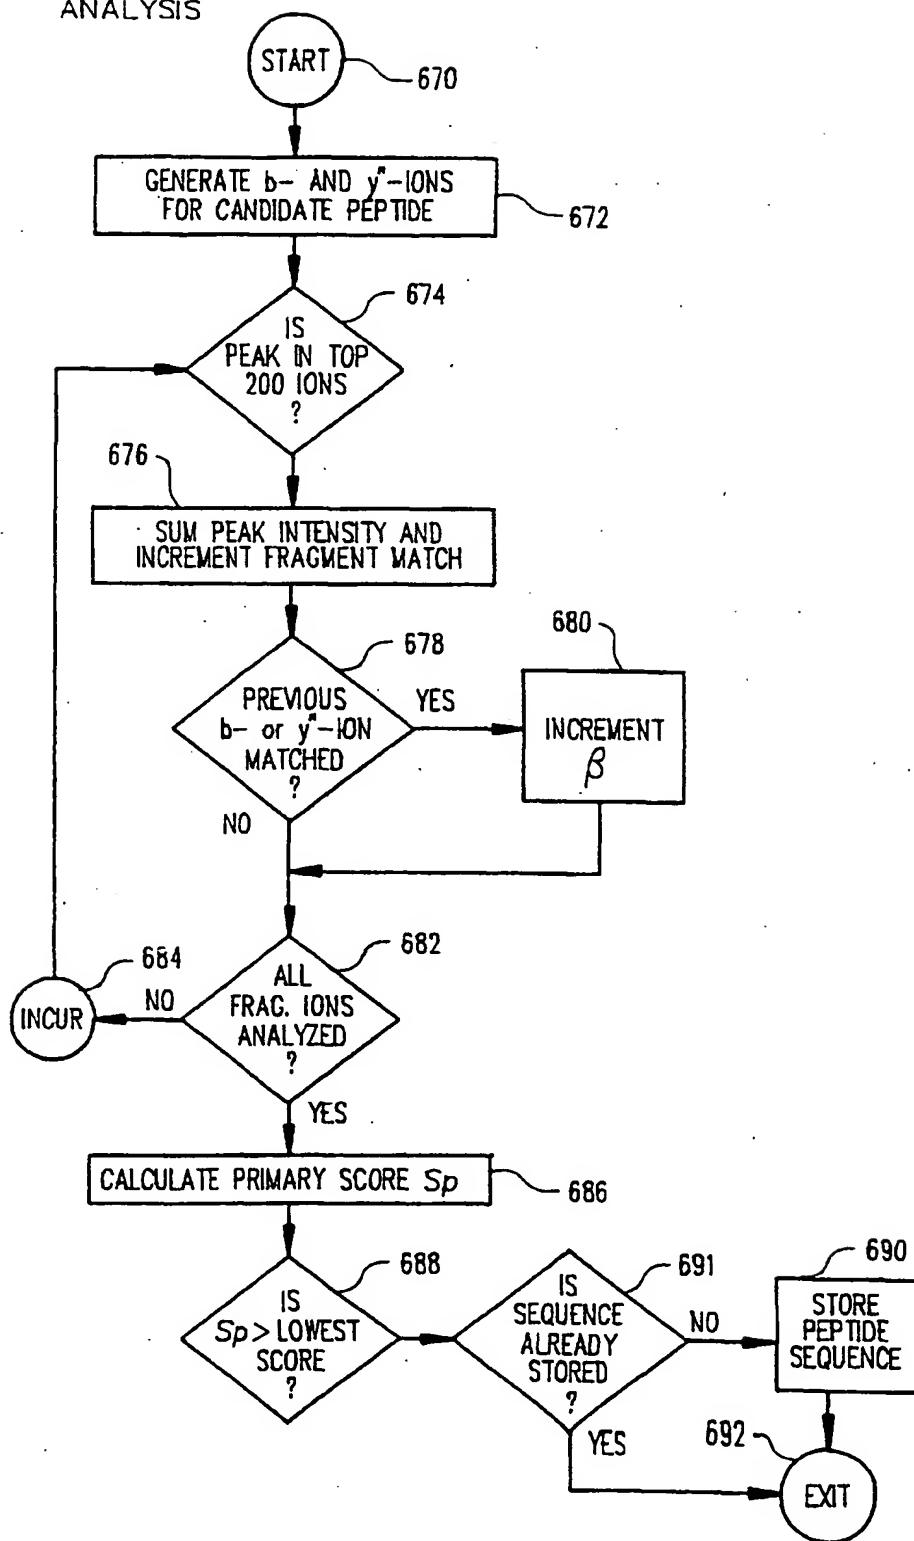 ANALYSIS
START
670
GENERATE b- AND y"-IONS
FOR CANDIDATE PEPTIDE
672
674
IS
PEAK IN TOP
200 IONS
?
676
SUM PEAK INTENSITY AND
INCREMENT FRAGMENT MATCH
678
680
PREVIOUS
b- or y"-ION
MATCHED
?
YES
INCREMENT
β
NO
682
684
ALL
FRAG. IONS
ANALYZED
?
NO
INCUR
YES
CALCULATE PRIMARY SCORE Sp
686
688
691
690
IS
Sp > LOWEST
SCORE
?
IS
SEQUENCE
ALREADY
STORED
?
NO
STORE
PEPTIDE
SEQUENCE
YES
692
EXIT